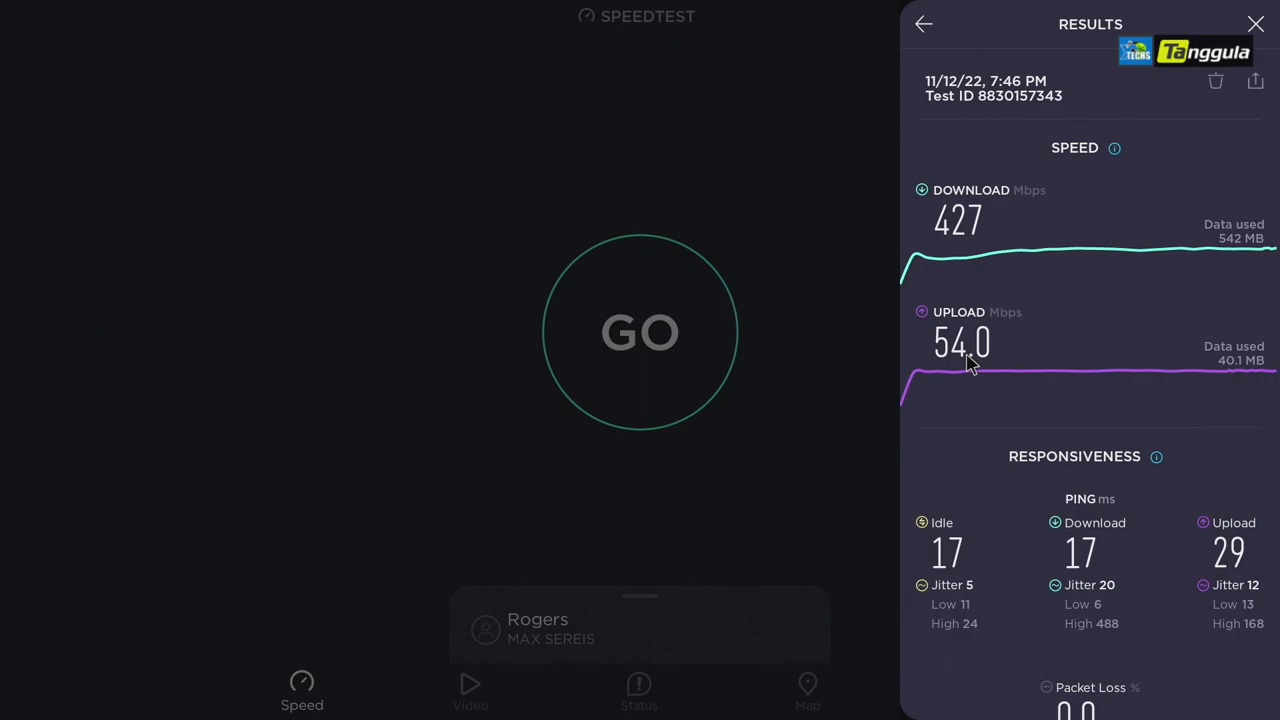 SPEEDTEST
RESULTS
TECHS Tanggula
11/12/22, 7:46 PM
Test ID 8830157343
SPEED
DOWNLOAD Mbps
427
Data used
542 MB
UPLOAD Mbps
54.0
Data used
40.1 MB
GO
RESPONSIVENESS
PING ms
Idle Download Upload
17 17 29
Jitter 5 Jitter 20 Jitter 12
Low 11 Low 6 Low 13
High 24 High 488 High 168
Packet Loss %
0.0
Rogers
MAX SEREIS
Speed Video Status Map